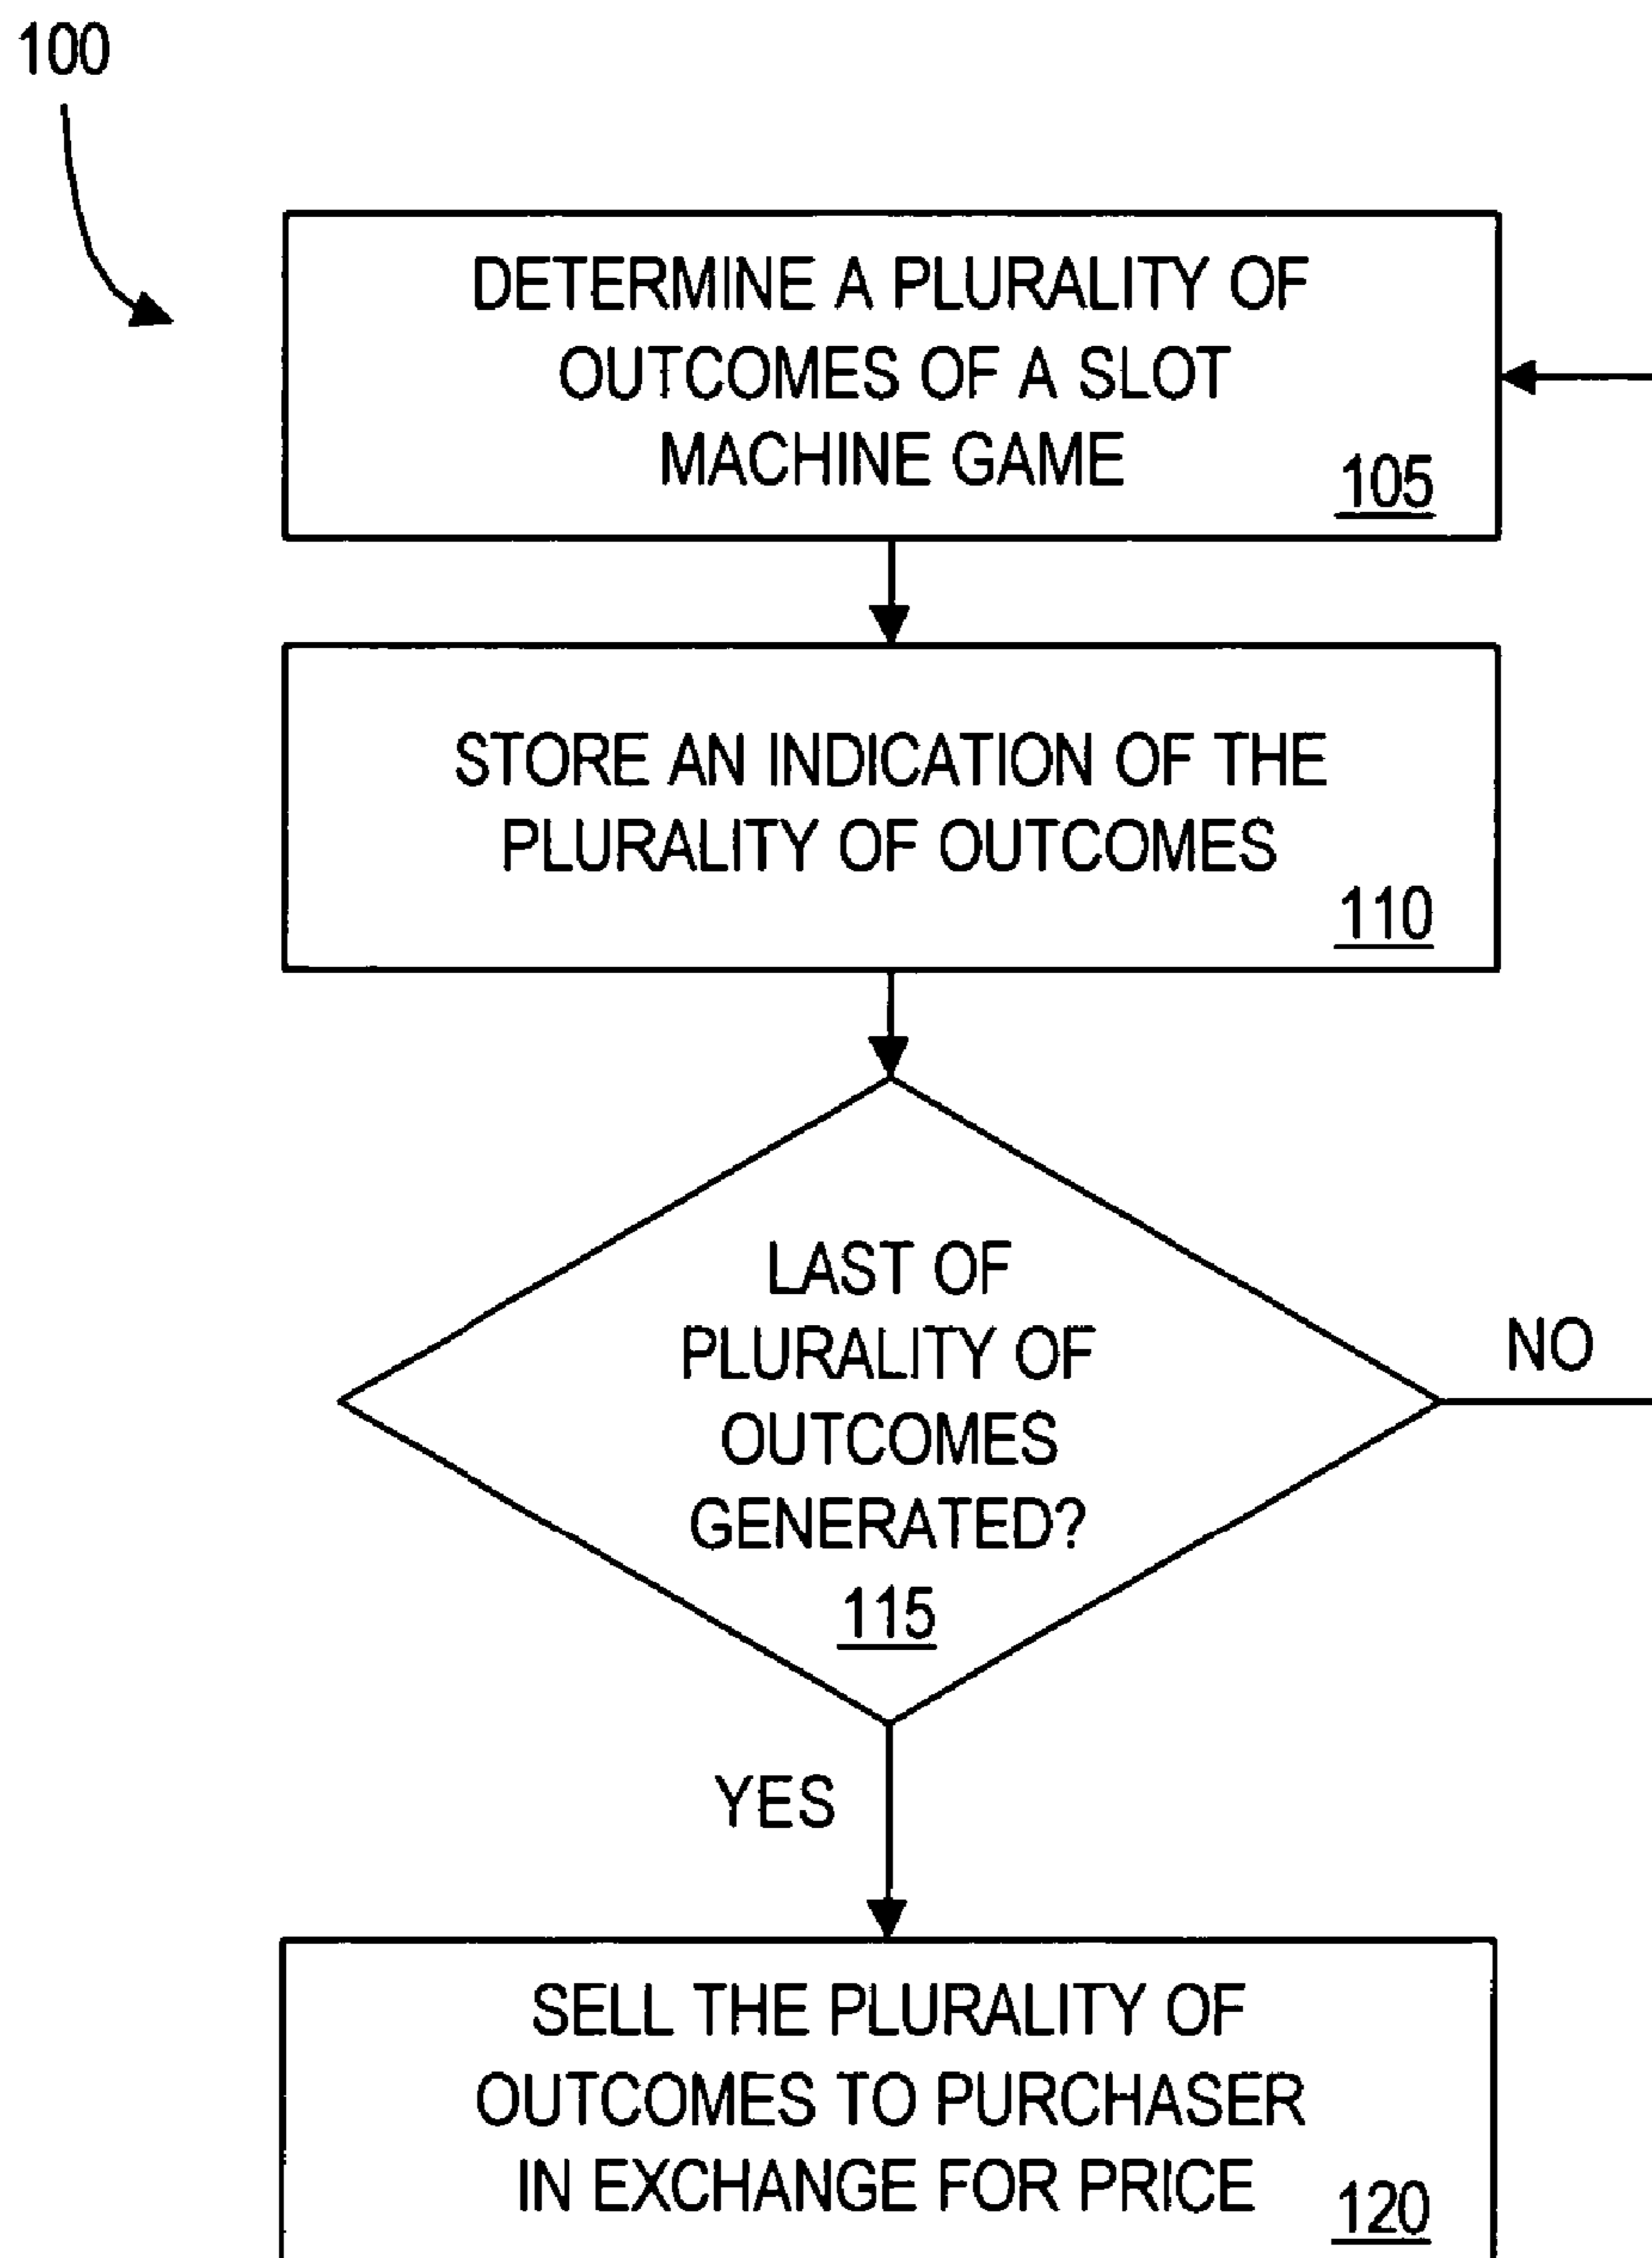 100
DETERMINE A PLURALITY OF
OUTCOMES OF A SLOT
MACHINE GAME
105
STORE AN INDICATION OF THE
PLURALITY OF OUTCOMES
110
LAST OF
PLURALITY OF
OUTCOMES
GENERATED?
115
NO
YES
SELL THE PLURALITY OF
OUTCOMES TO PURCHASER
IN EXCHANGE FOR PRICE
120